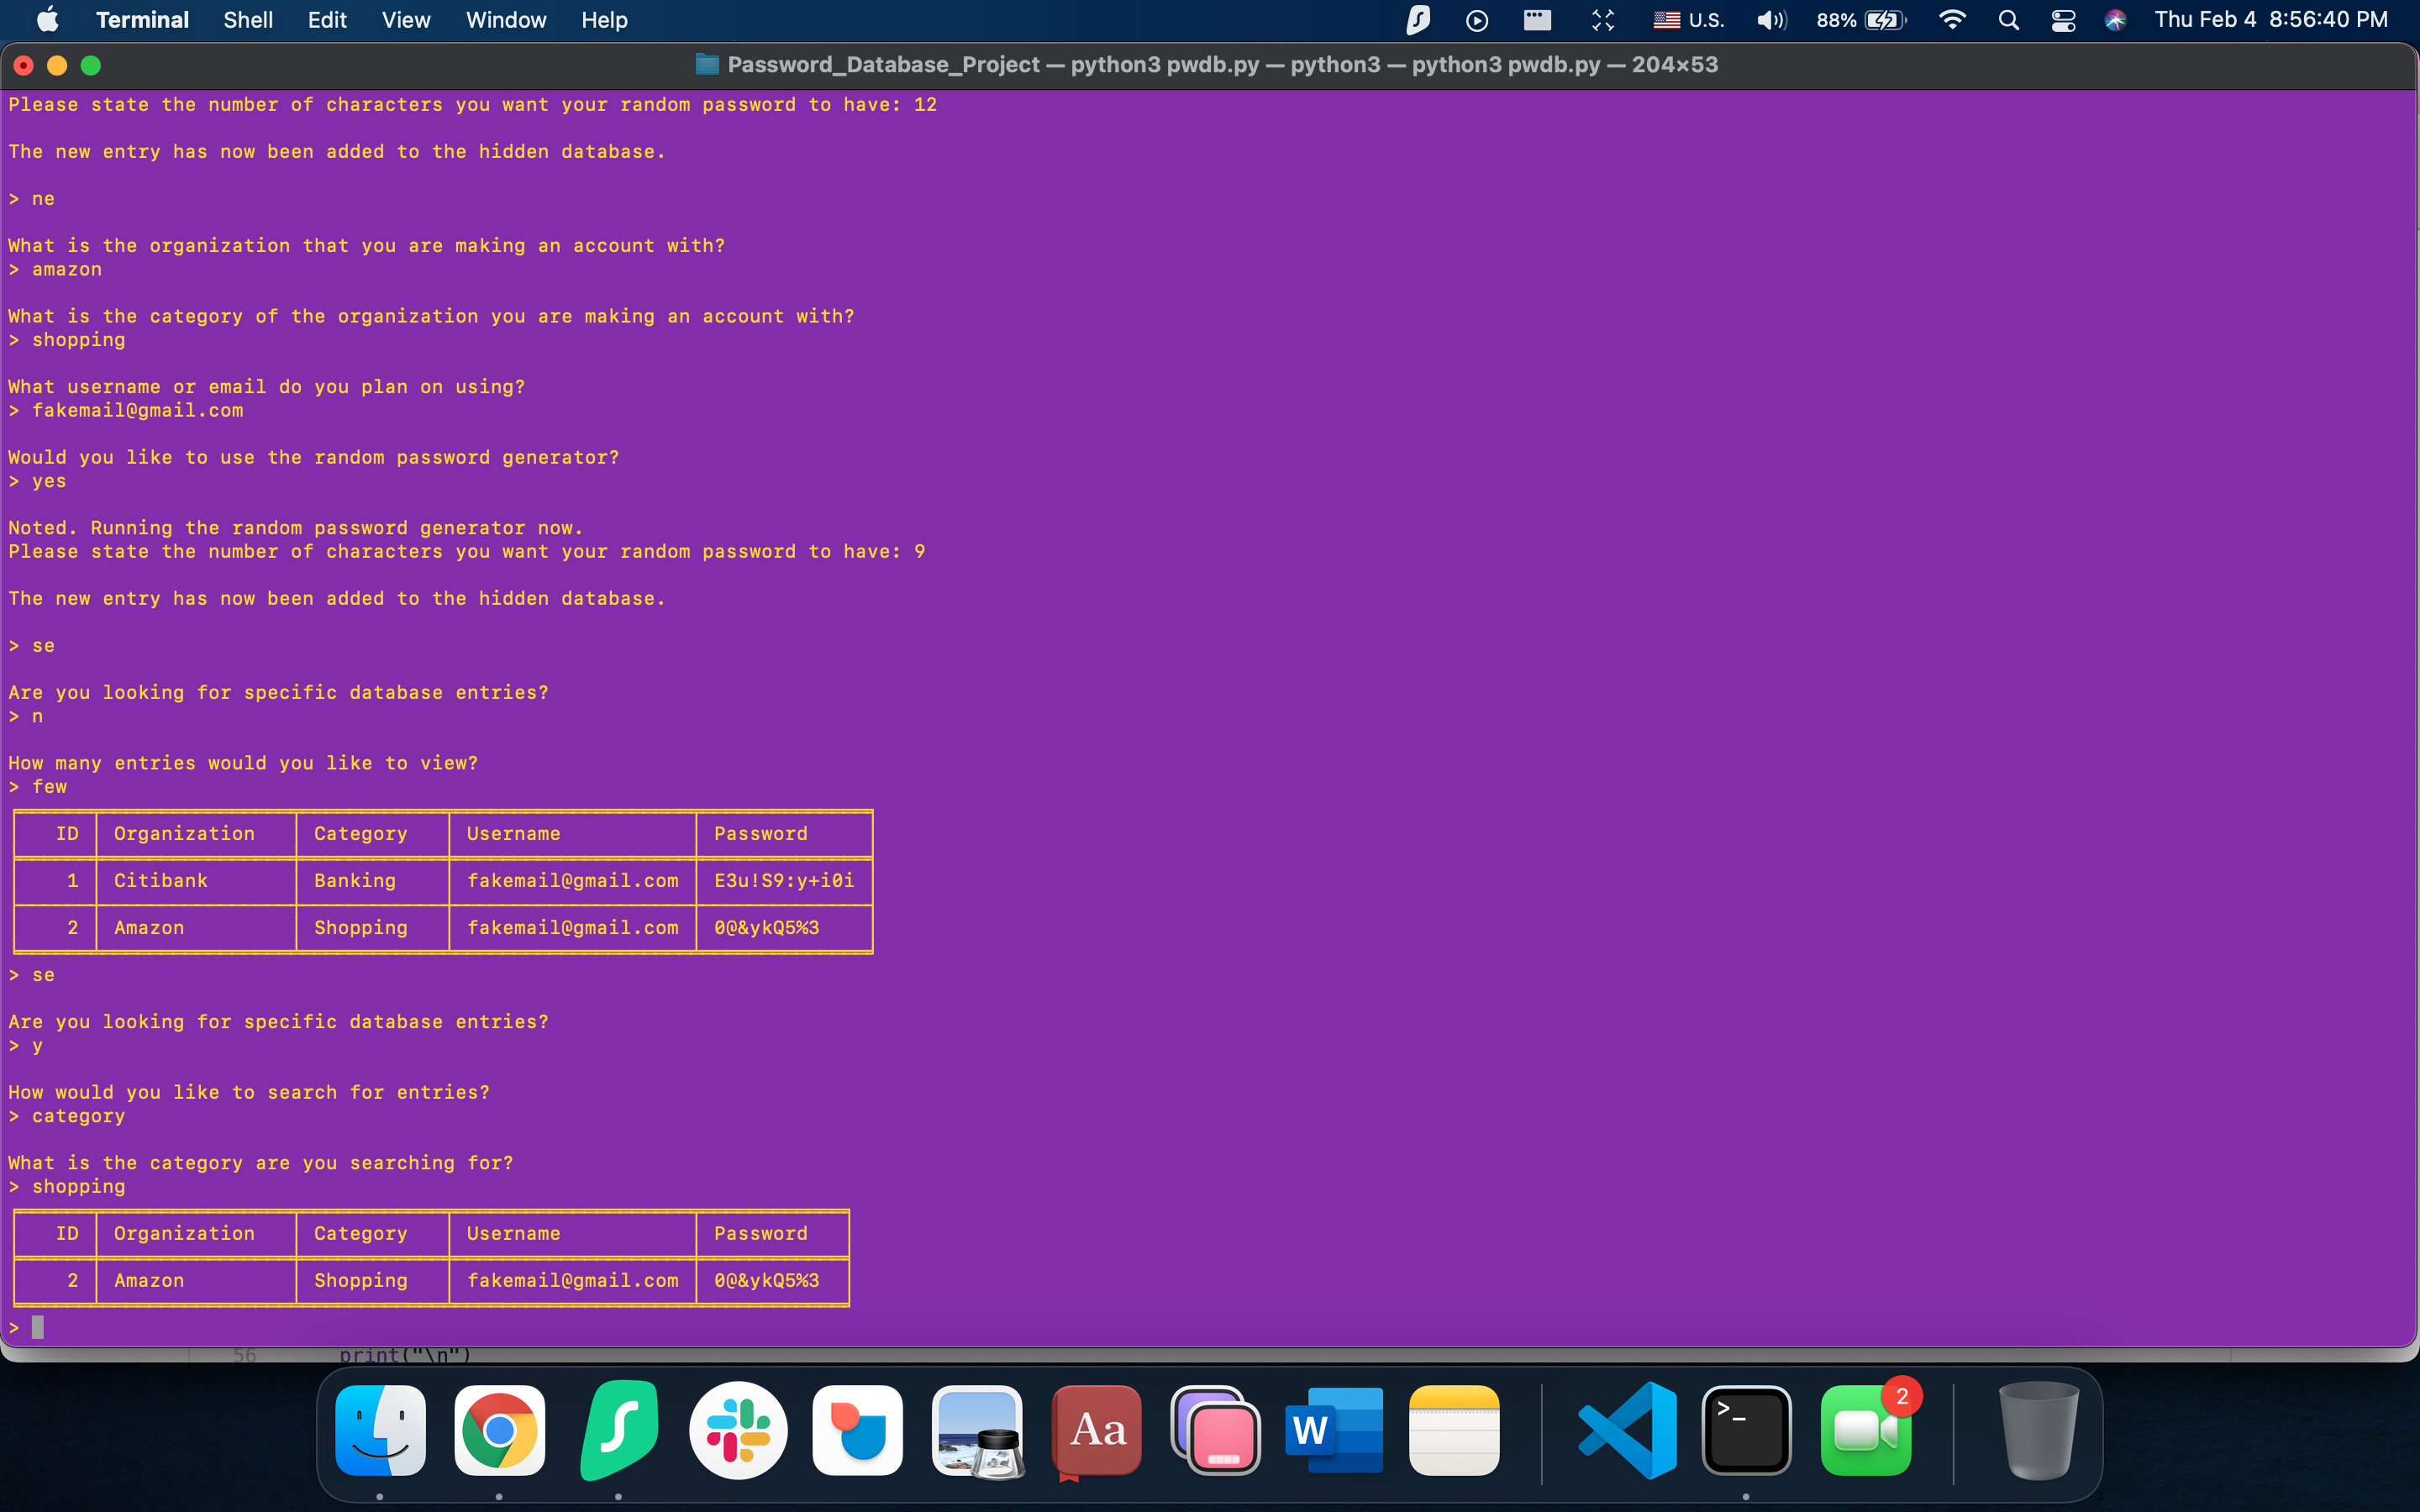 Terminal Shell Edit View Window Help U.S. 88% Thu Feb 4 8:56:40 PM
Password_Database_Project — python3 pwdb.py — python3 — python3 pwdb.py — 204×53
Please state the number of characters you want your random password to have: 12
The new entry has now been added to the hidden database.
> ne
What is the organization that you are making an account with?
> amazon
What is the category of the organization you are making an account with?
> shopping
What username or email do you plan on using?
> fakemail@gmail.com
Would you like to use the random password generator?
> yes
Noted. Running the random password generator now.
Please state the number of characters you want your random password to have: 9
The new entry has now been added to the hidden database.
> se
Are you looking for specific database entries?
> n
How many entries would you like to view?
> few
ID Organization Category Username Password
1 Citibank Banking fakemail@gmail.com E3u!S9:y+i0i
2 Amazon Shopping fakemail@gmail.com 0@&ykQ5%3
> se
Are you looking for specific database entries?
> y
How would you like to search for entries?
> category
What is the category are you searching for?
> shopping
ID Organization Category Username Password
2 Amazon Shopping fakemail@gmail.com 0@&ykQ5%3
>
56 print("\n")
Aa W >_ 2